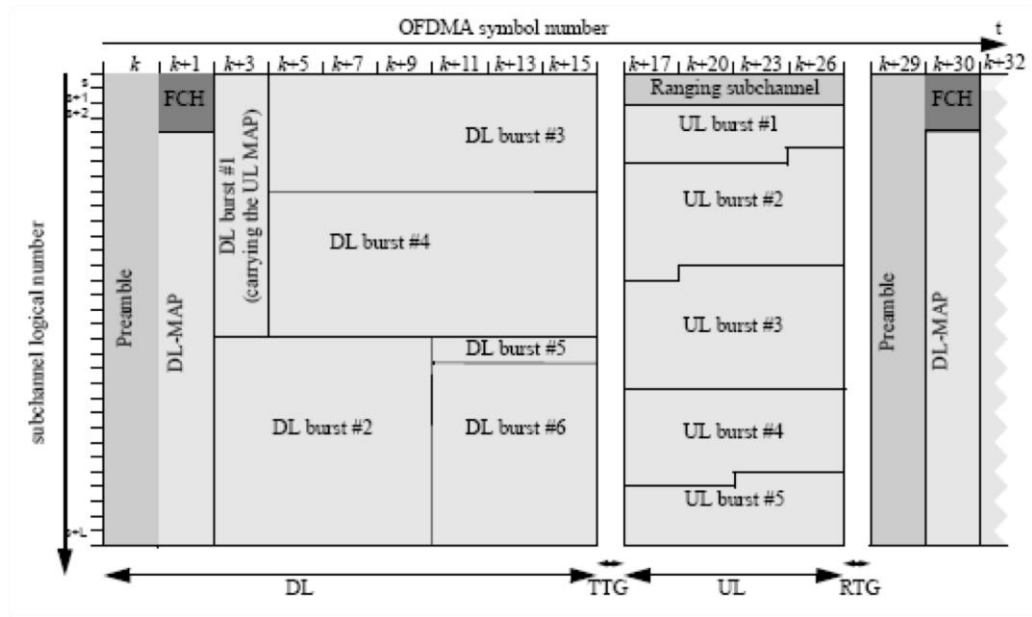 OFDMA symbol number
t
k k+1 k+3 k+5 k+7 k+9 k+11 k+13 k+15 k+17 k+20 k+23 k+26 k+29 k+30 k+32
s
s+1
s+2
s+L
subchannel logical number
Preamble
FCH
DL-MAP
DL burst #1
(carrying the UL MAP)
DL burst #3
DL burst #4
DL burst #2
DL burst #5
DL burst #6
Ranging subchannel
UL burst #1
UL burst #2
UL burst #3
UL burst #4
UL burst #5
Preamble
FCH
DL-MAP
DL
TTG
UL
RTG